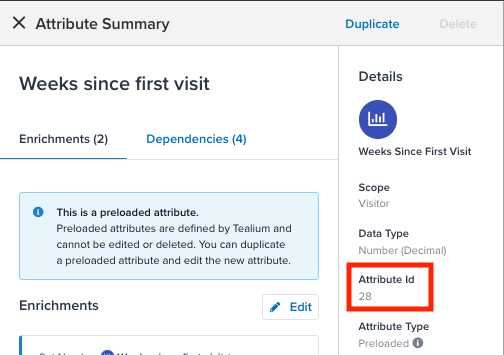 Attribute Summary
Duplicate
Delete
Weeks since first visit
Enrichments (2)
Dependencies (4)
This is a preloaded attribute.
Preloaded attributes are defined by Tealium and
cannot be edited or deleted. You can duplicate
a preloaded attribute and edit the new attribute.
Enrichments
Edit
Details
Weeks Since First Visit
Scope
Visitor
Data Type
Number (Decimal)
Attribute Id
28
Attribute Type
Preloaded